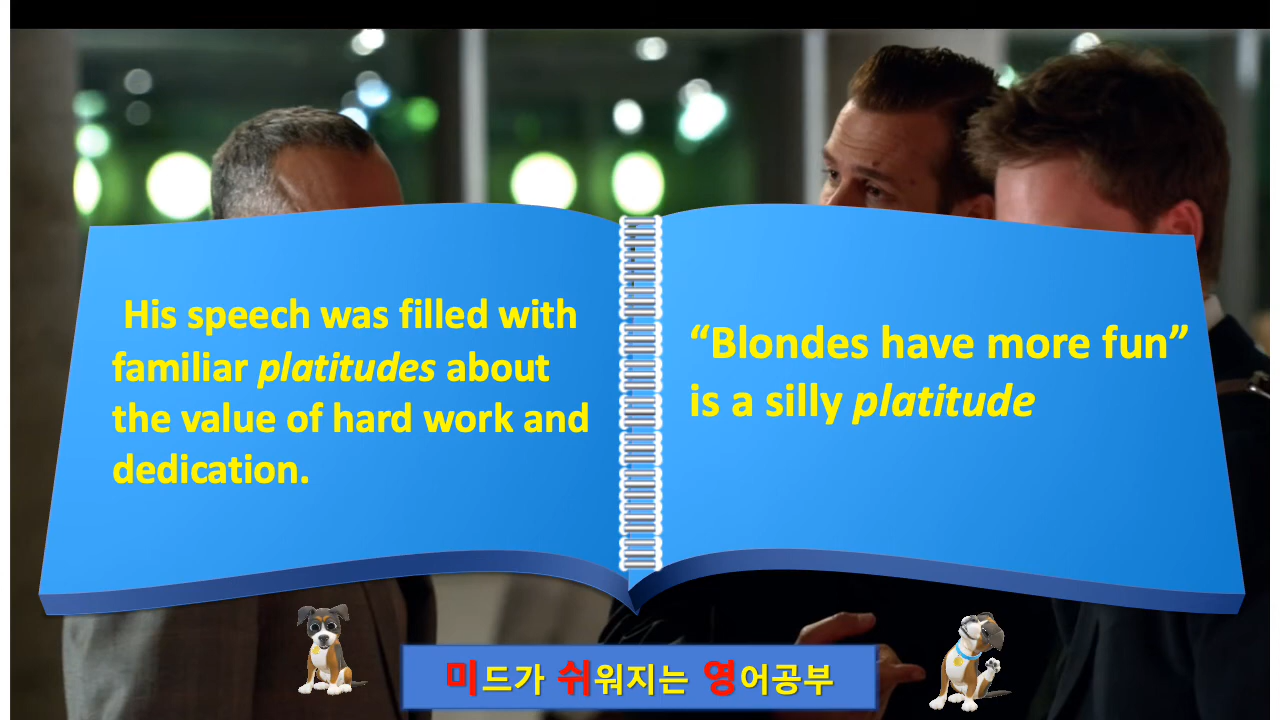 His speech was filled with
familiar platitudes about
the value of hard work and
dedication.
“Blondes have more fun”
is a silly platitude
미드가 쉬워지는 영어공부